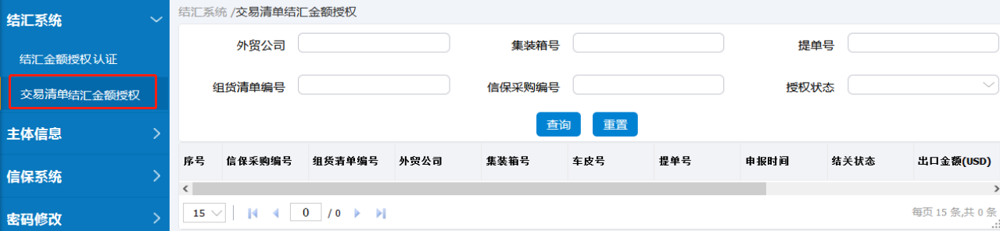 结汇系统
结汇金额授权认证
交易清单结汇金额授权
主体信息
信保系统
密码修改
结汇系统 /交易清单结汇金额授权
外贸公司 集装箱号 提单号
组货清单编号 信保采购编号 授权状态
查询 重置
序号 信保采购编号 组货清单编号 外贸公司 集装箱号 车皮号 提单号 申报时间 结关状态 出口金额(USD)
15 0 / 0 每页 15 条,共 0 条